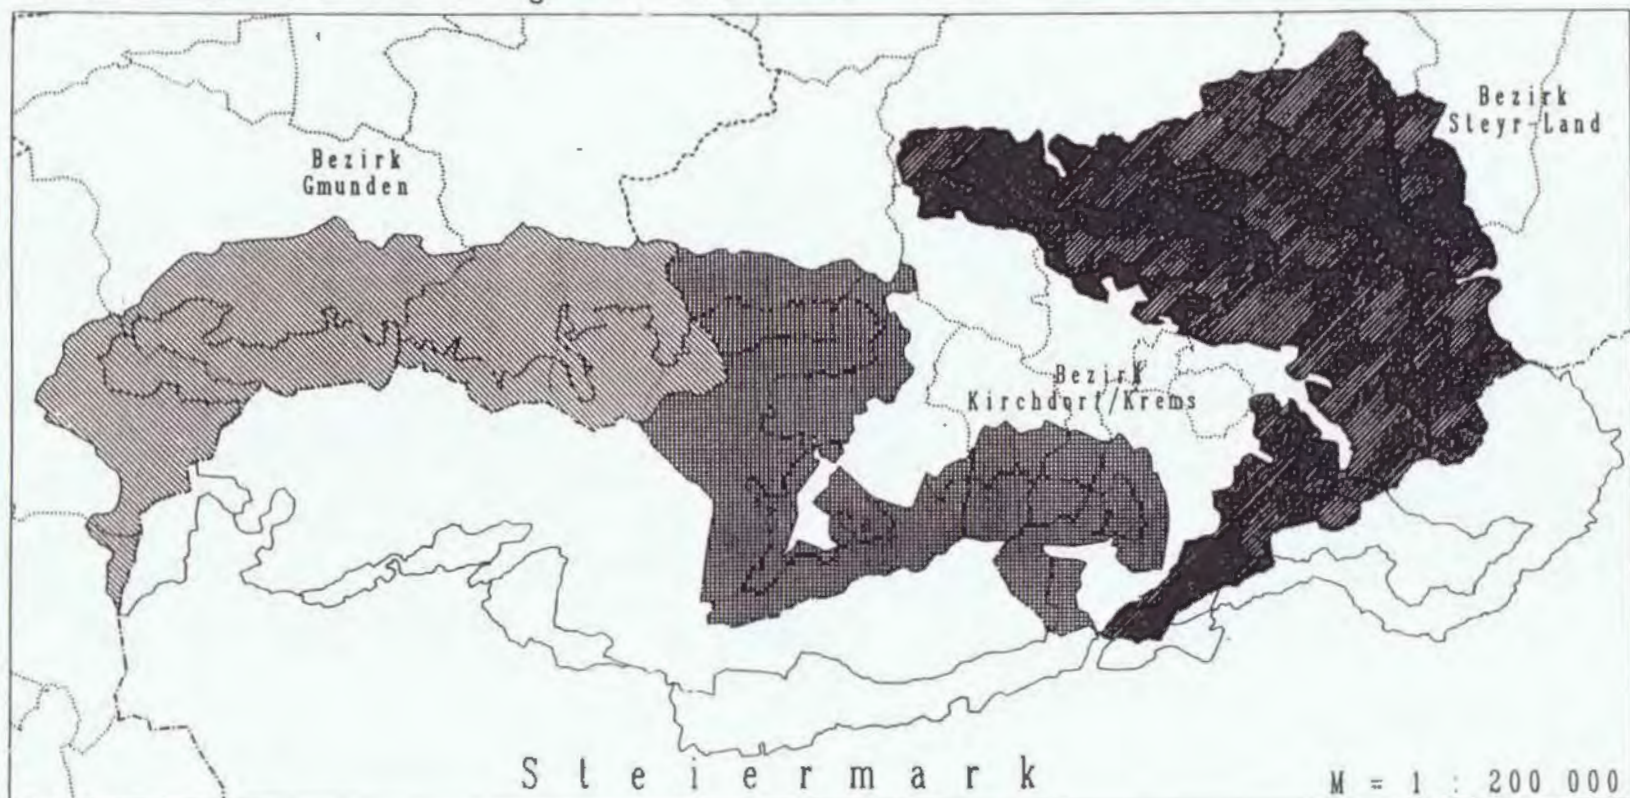 Bezirk
Steyr-Land
Bezirk
Gmunden
Bezirk
Kirchdorf/Krems
Steiermark
M = 1 : 200 000